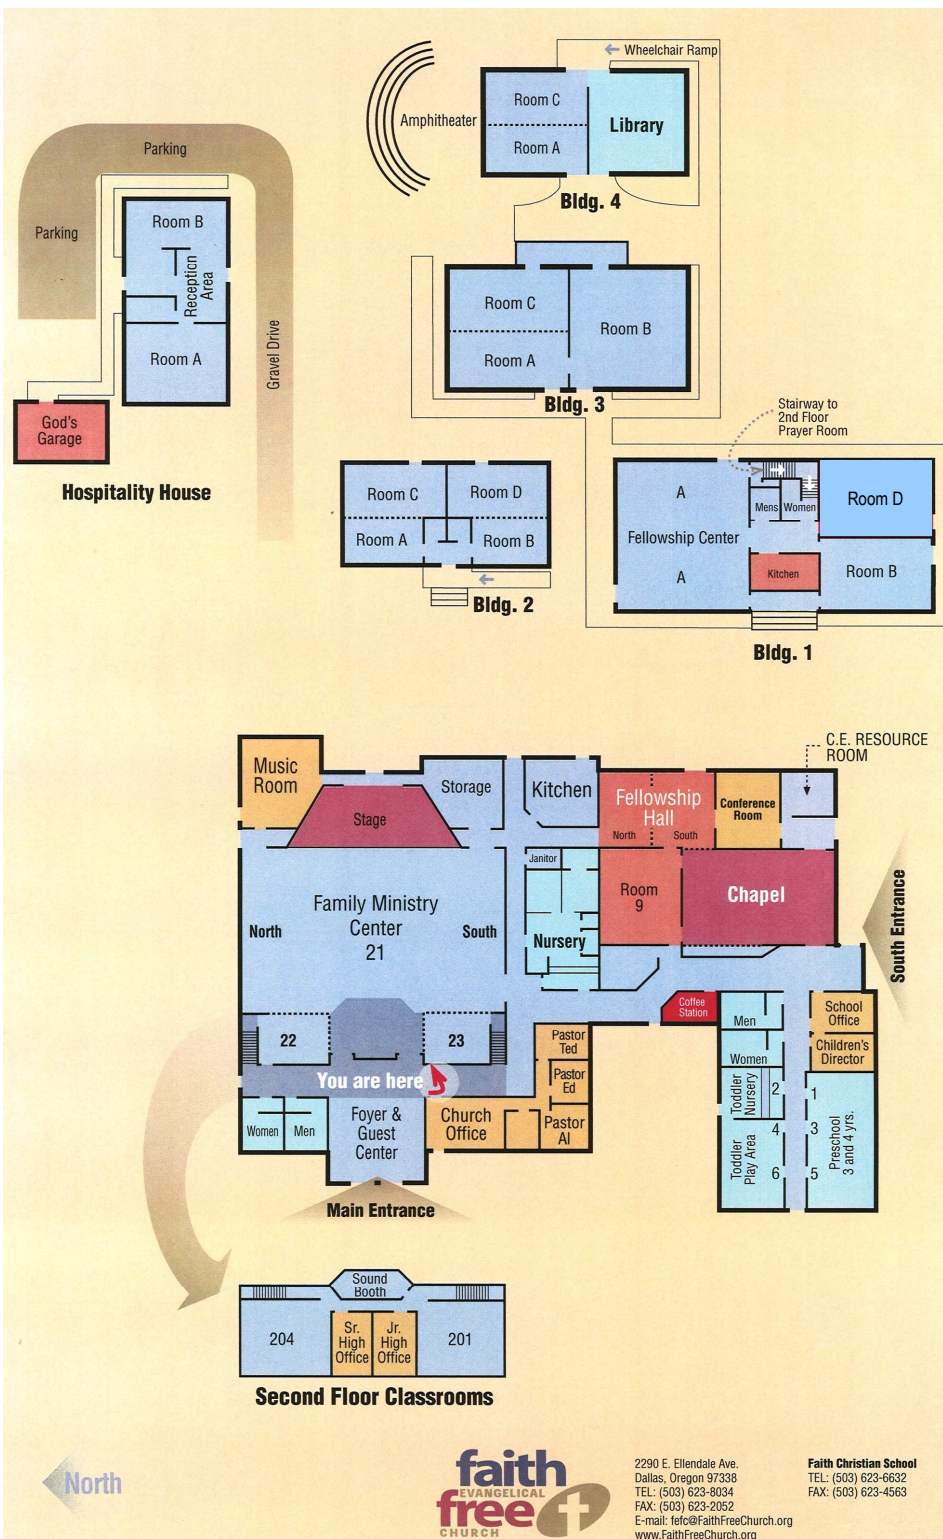 Wheelchair Ramp
Room C
Amphitheater
Library
Room A
Bldg. 4
Parking
Parking
Room B
Reception
Area
Room A
Gravel Drive
God's
Garage
Hospitality House
Room C
Room B
Room A
Bldg. 3
Stairway to
2nd Floor
Prayer Room
Room C
Room D
Room A
Room B
Bldg. 2
A
Mens
Women
Room D
Fellowship Center
A
Kitchen
Room B
Bldg. 1
C.E. RESOURCE
ROOM
Music
Room
Storage
Kitchen
Fellowship
Hall
North
South
Conference
Room
Stage
Janitor
Room
9
Chapel
Family Ministry
Center
21
North
South
Nursery
South Entrance
Coffee
Station
Men
School
Office
22
23
Pastor
Ted
Women
Children's
Director
You are here
Pastor
Ed
Toddler
Nursery
2
1
Women
Men
Foyer &
Guest
Center
Church
Office
Pastor
Al
Toddler
Play Area
4
6
3
5
Preschool
3 and 4 yrs.
Main Entrance
Sound
Booth
204
Sr.
High
Office
Jr.
High
Office
201
Second Floor Classrooms
North
faith
EVANGELICAL
free
CHURCH
2290 E. Ellendale Ave.
Dallas, Oregon 97338
TEL: (503) 623-8034
FAX: (503) 623-2052
E-mail: fefc@FaithFreeChurch.org
www.FaithFreeChurch.org
Faith Christian School
TEL: (503) 623-6632
FAX: (503) 623-4563